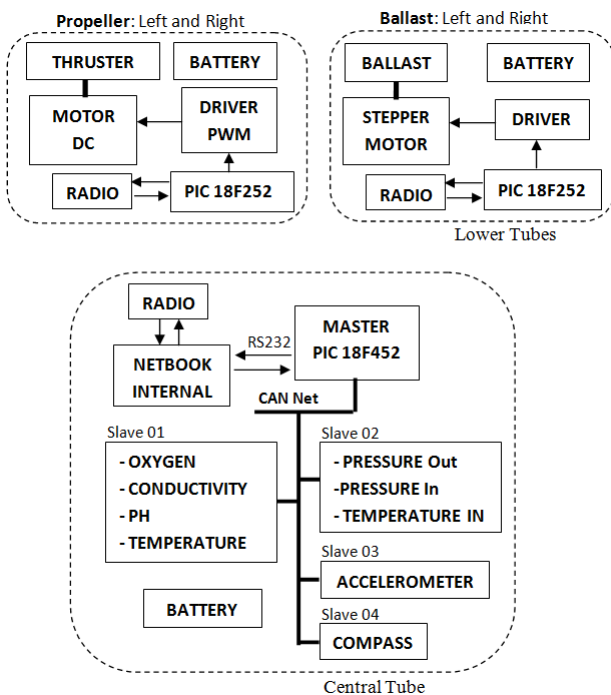 Propeller: Left and Right
THRUSTER
BATTERY
MOTOR
DC
DRIVER
PWM
RADIO
PIC 18F252
Ballast: Left and Right
BALLAST
BATTERY
STEPPER
MOTOR
DRIVER
RADIO
PIC 18F252
Lower Tubes
RADIO
NETBOOK
INTERNAL
RS232
MASTER
PIC 18F452
CAN Net
Slave 01
- OXYGEN
- CONDUCTIVITY
- PH
- TEMPERATURE
Slave 02
- PRESSURE Out
-PRESSURE In
- TEMPERATURE IN
Slave 03
ACCELEROMETER
BATTERY
Slave 04
COMPASS
Central Tube